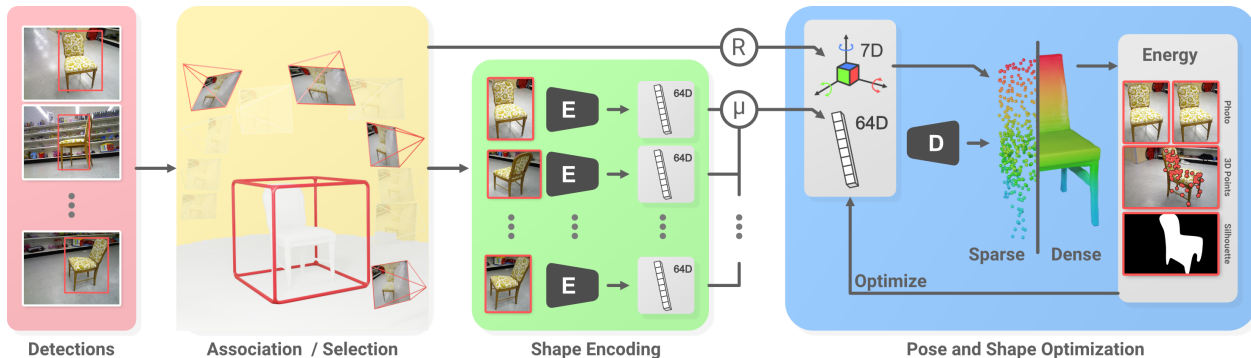 R
7D
Energy
E
64D
μ
64D
Photo
D
E
64D
3D Points
Silhouette
Sparse
Dense
E
64D
Optimize
Detections
Association / Selection
Shape Encoding
Pose and Shape Optimization